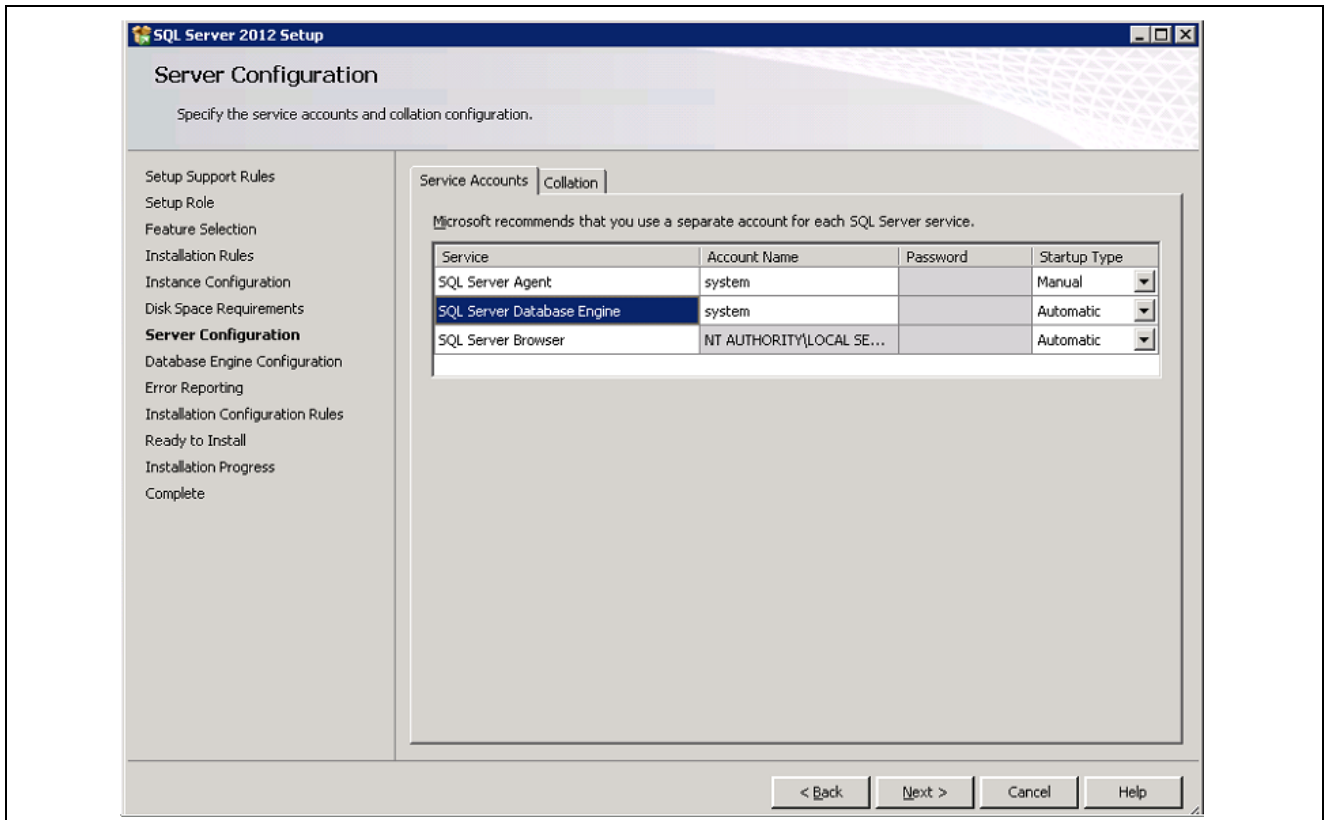 SQL Server 2012 Setup
Server Configuration
Specify the service accounts and collation configuration.
Setup Support Rules
Setup Role
Feature Selection
Installation Rules
Instance Configuration
Disk Space Requirements
Server Configuration
Database Engine Configuration
Error Reporting
Installation Configuration Rules
Ready to Install
Installation Progress
Complete
Service Accounts Collation
Microsoft recommends that you use a separate account for each SQL Server service.
Service Account Name Password Startup Type
SQL Server Agent system Manual
SQL Server Database Engine system Automatic
SQL Server Browser NT AUTHORITY\LOCAL SE... Automatic
< Back Next > Cancel Help